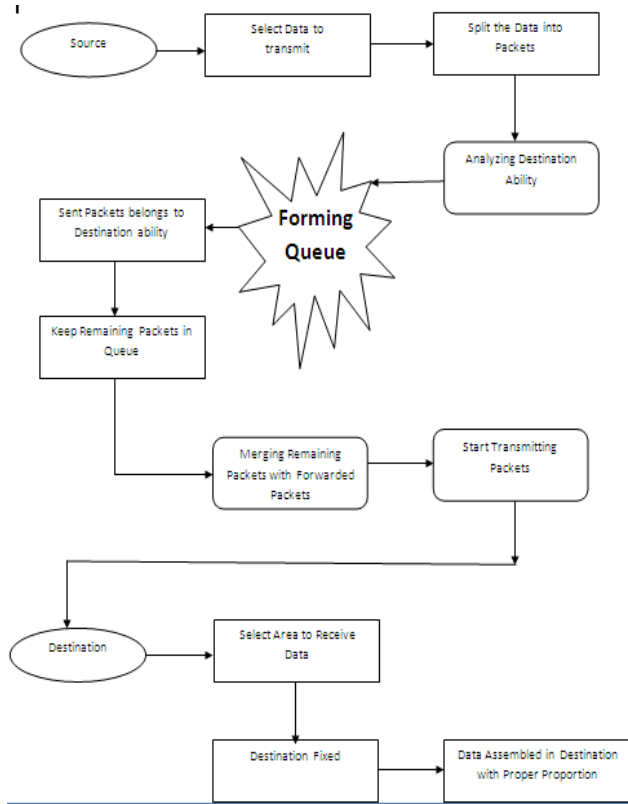 Source
Select Data to
transmit
Split the Data into
Packets
Analyzing Destination
Ability
Forming
Queue
Sent Packets belongs to
Destination ability
Keep Remaining Packets in
Queue
Merging Remaining
Packets with Forwarded
Packets
Start Transmitting
Packets
Destination
Select Area to Receive
Data
Destination Fixed
Data Assembled in Destination
with Proper Proportion